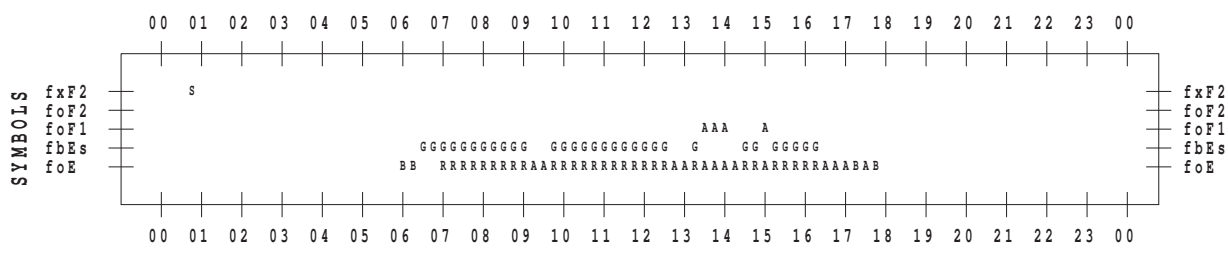 00 01 02 03 04 05 06 07 08 09 10 11 12 13 14 15 16 17 18 19 20 21 22 23 00
SYMBOLS
fxF2 S fxF2
foF2 foF2
foF1 AAA A foF1
fbEs GGGGGGGGGGG GGGGGGGGGGGG G GG GGGGG fbEs
foE BB RRRRRRRRRAARRRRRRRRRRRRAARAAAARRARRRRRAAABAB foE
00 01 02 03 04 05 06 07 08 09 10 11 12 13 14 15 16 17 18 19 20 21 22 23 00